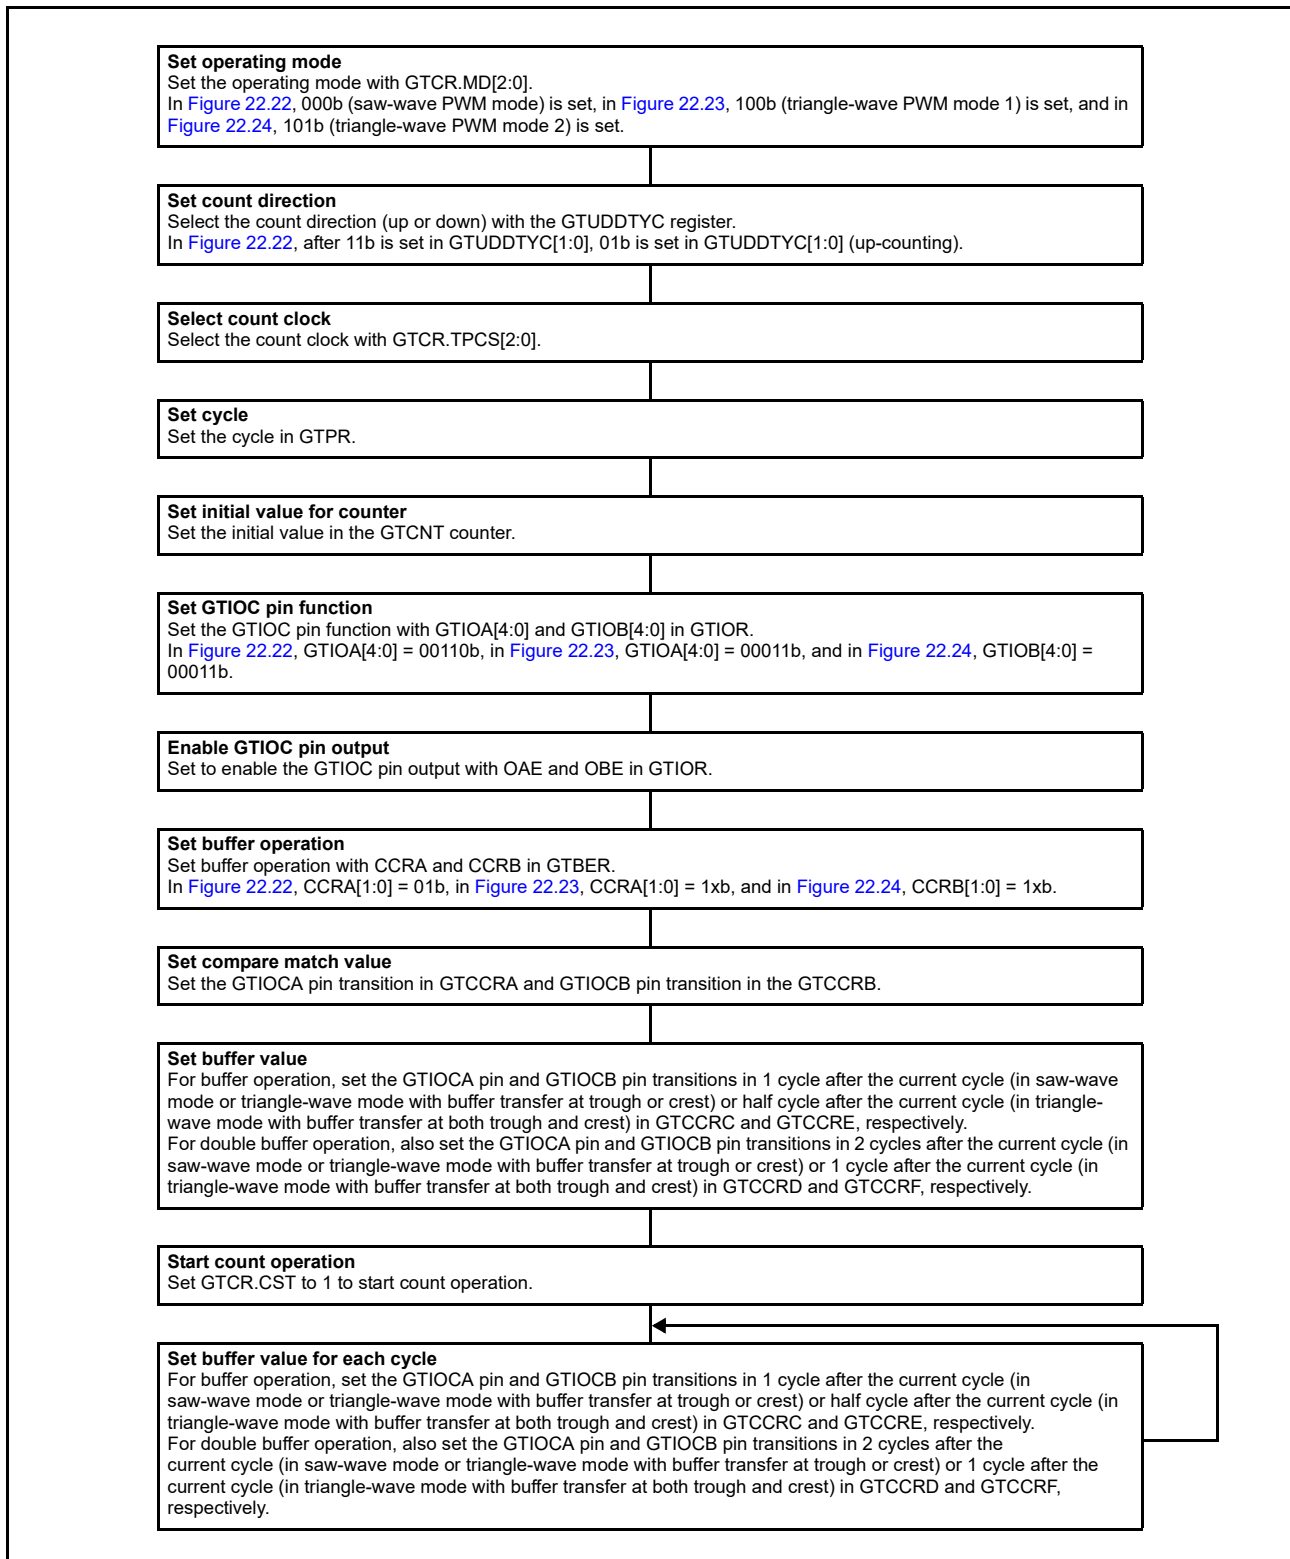 Set operating mode
Set the operating mode with GTCR.MD[2:0].
In Figure 22.22, 000b (saw-wave PWM mode) is set, in Figure 22.23, 100b (triangle-wave PWM mode 1) is set, and in
Figure 22.24, 101b (triangle-wave PWM mode 2) is set.
Set count direction
Select the count direction (up or down) with the GTUDDTYC register.
In Figure 22.22, after 11b is set in GTUDDTYC[1:0], 01b is set in GTUDDTYC[1:0] (up-counting).
Select count clock
Select the count clock with GTCR.TPCS[2:0].
Set cycle
Set the cycle in GTPR.
Set initial value for counter
Set the initial value in the GTCNT counter.
Set GTIOC pin function
Set the GTIOC pin function with GTIOA[4:0] and GTIOB[4:0] in GTIOR.
In Figure 22.22, GTIOA[4:0] = 00110b, in Figure 22.23, GTIOA[4:0] = 00011b, and in Figure 22.24, GTIOB[4:0] =
00011b.
Enable GTIOC pin output
Set to enable the GTIOC pin output with OAE and OBE in GTIOR.
Set buffer operation
Set buffer operation with CCRA and CCRB in GTBER.
In Figure 22.22, CCRA[1:0] = 01b, in Figure 22.23, CCRA[1:0] = 1xb, and in Figure 22.24, CCRB[1:0] = 1xb.
Set compare match value
Set the GTIOCA pin transition in GTCCRA and GTIOCB pin transition in the GTCCRB.
Set buffer value
For buffer operation, set the GTIOCA pin and GTIOCB pin transitions in 1 cycle after the current cycle (in saw-wave
mode or triangle-wave mode with buffer transfer at trough or crest) or half cycle after the current cycle (in triangle-
wave mode with buffer transfer at both trough and crest) in GTCCRC and GTCCRE, respectively.
For double buffer operation, also set the GTIOCA pin and GTIOCB pin transitions in 2 cycles after the current cycle (in
saw-wave mode or triangle-wave mode with buffer transfer at trough or crest) or 1 cycle after the current cycle (in
triangle-wave mode with buffer transfer at both trough and crest) in GTCCRD and GTCCRF, respectively.
Start count operation
Set GTCR.CST to 1 to start count operation.
Set buffer value for each cycle
For buffer operation, set the GTIOCA pin and GTIOCB pin transitions in 1 cycle after the current cycle (in
saw-wave mode or triangle-wave mode with buffer transfer at trough or crest) or half cycle after the current cycle (in
triangle-wave mode with buffer transfer at both trough and crest) in GTCCRC and GTCCRE, respectively.
For double buffer operation, also set the GTIOCA pin and GTIOCB pin transitions in 2 cycles after the
current cycle (in saw-wave mode or triangle-wave mode with buffer transfer at trough or crest) or 1 cycle after the
current cycle (in triangle-wave mode with buffer transfer at both trough and crest) in GTCCRD and GTCCRF,
respectively.